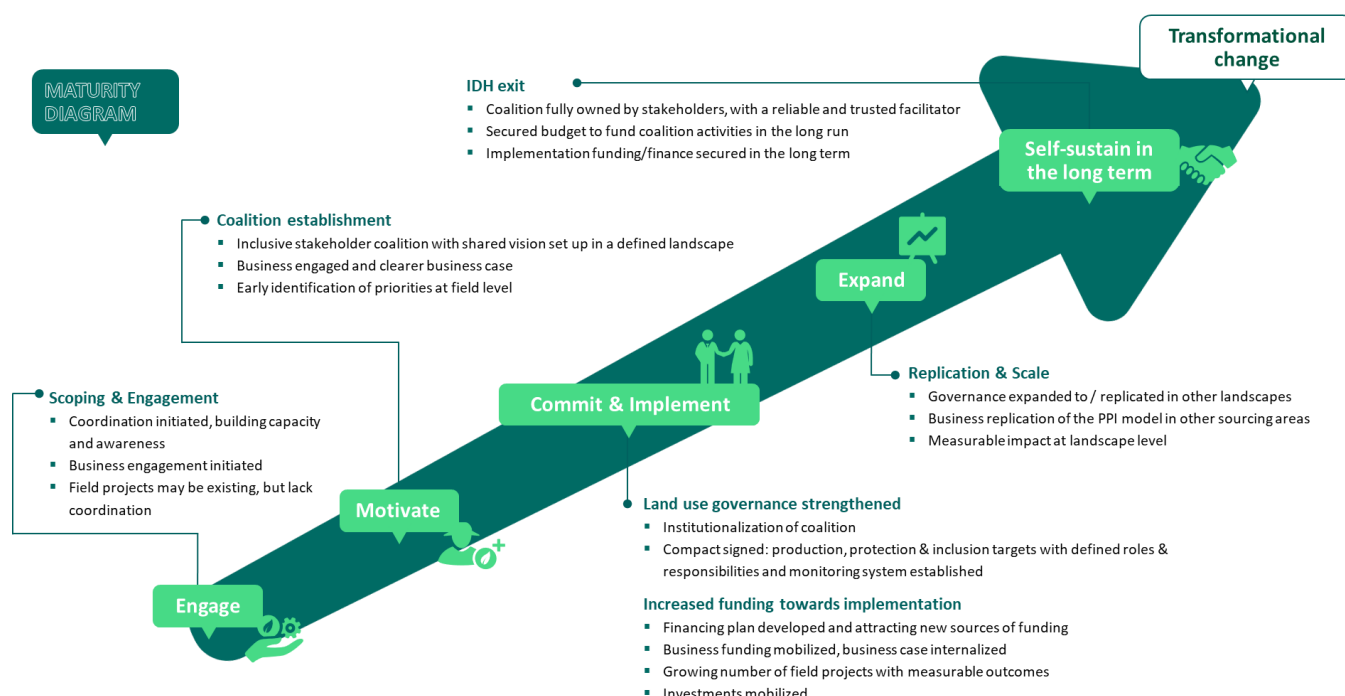 Transformational
change
MATURITY
DIAGRAM
IDH exit
▪ Coalition fully owned by stakeholders, with a reliable and trusted facilitator
▪ Secured budget to fund coalition activities in the long run
▪ Implementation funding/finance secured in the long term
Self-sustain in
the long term
Coalition establishment
▪ Inclusive stakeholder coalition with shared vision set up in a defined landscape
▪ Business engaged and clearer business case
▪ Early identification of priorities at field level
Expand
Replication & Scale
▪ Governance expanded to / replicated in other landscapes
▪ Business replication of the PPI model in other sourcing areas
▪ Measurable impact at landscape level
Scoping & Engagement
▪ Coordination initiated, building capacity
and awareness
▪ Business engagement initiated
▪ Field projects may be existing, but lack
coordination
Commit & Implement
Motivate
Land use governance strengthened
▪ Institutionalization of coalition
▪ Compact signed: production, protection & inclusion targets with defined roles &
responsibilities and monitoring system established
Increased funding towards implementation
▪ Financing plan developed and attracting new sources of funding
▪ Business funding mobilized, business case internalized
▪ Growing number of field projects with measurable outcomes
▪ Investments mobilized
Engage